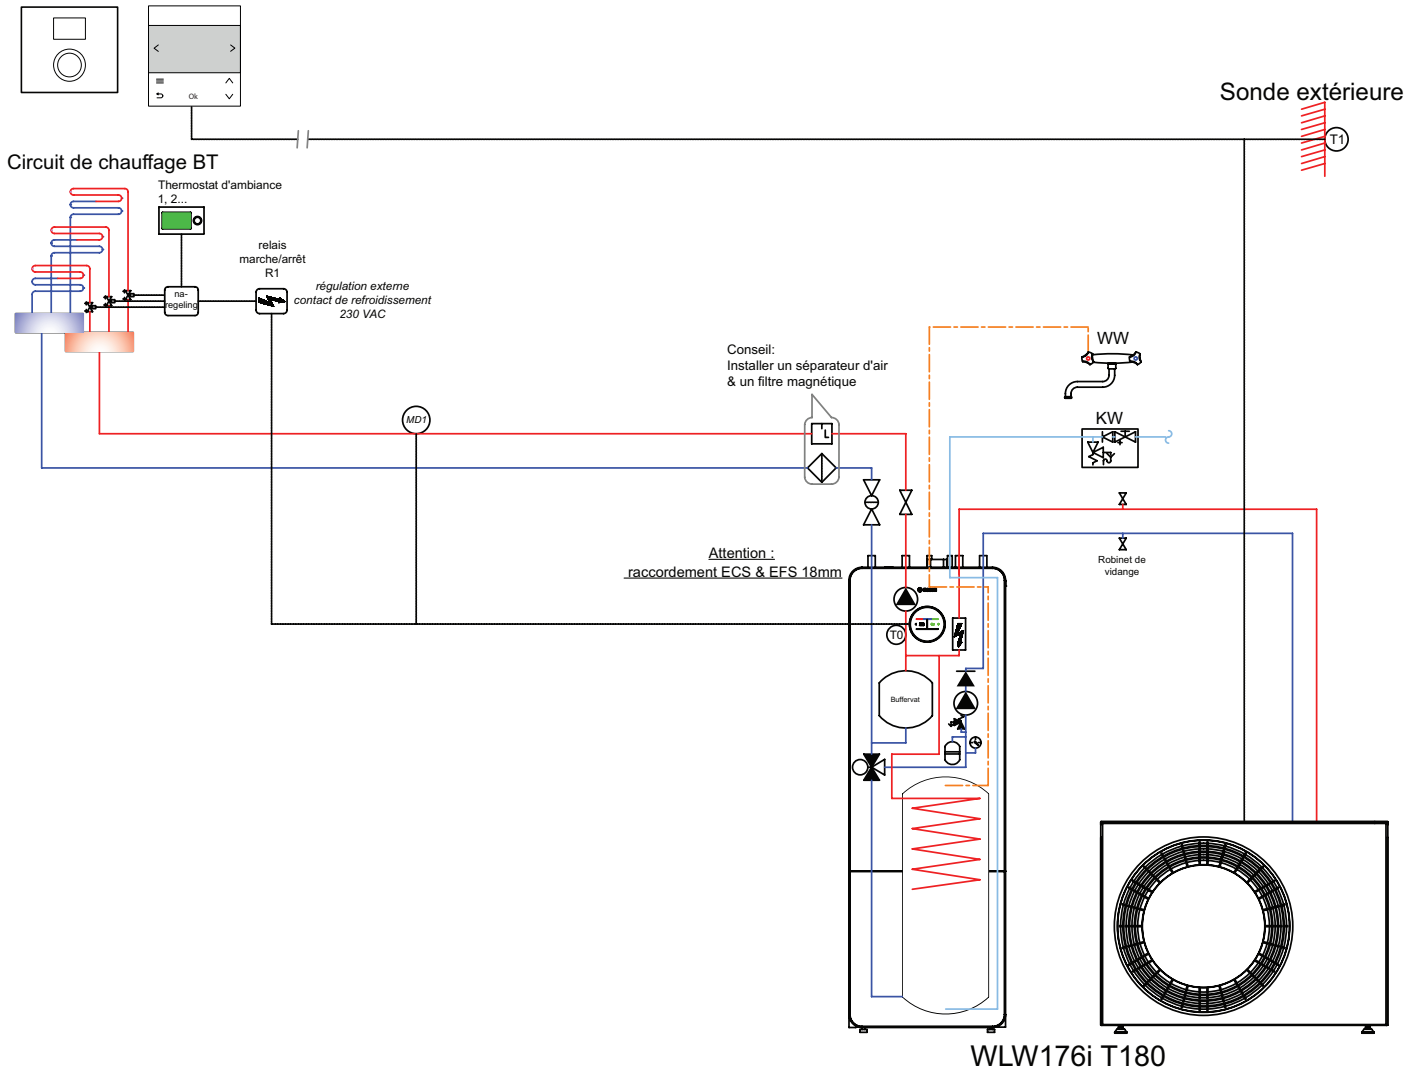 Ok
Sonde extérieure
T1
Circuit de chauffage BT
Thermostat d'ambiance
1, 2...
relais
marche/arrêt
R1
na-
regeling
régulation externe
contact de refroidissement
230 VAC
MD1
Conseil:
Installer un séparateur d'air
& un filtre magnétique
WW
KW
Attention :
raccordement ECS & EFS 18mm
Robinet de
vidange
T0
Buffervat
WLW176i T180